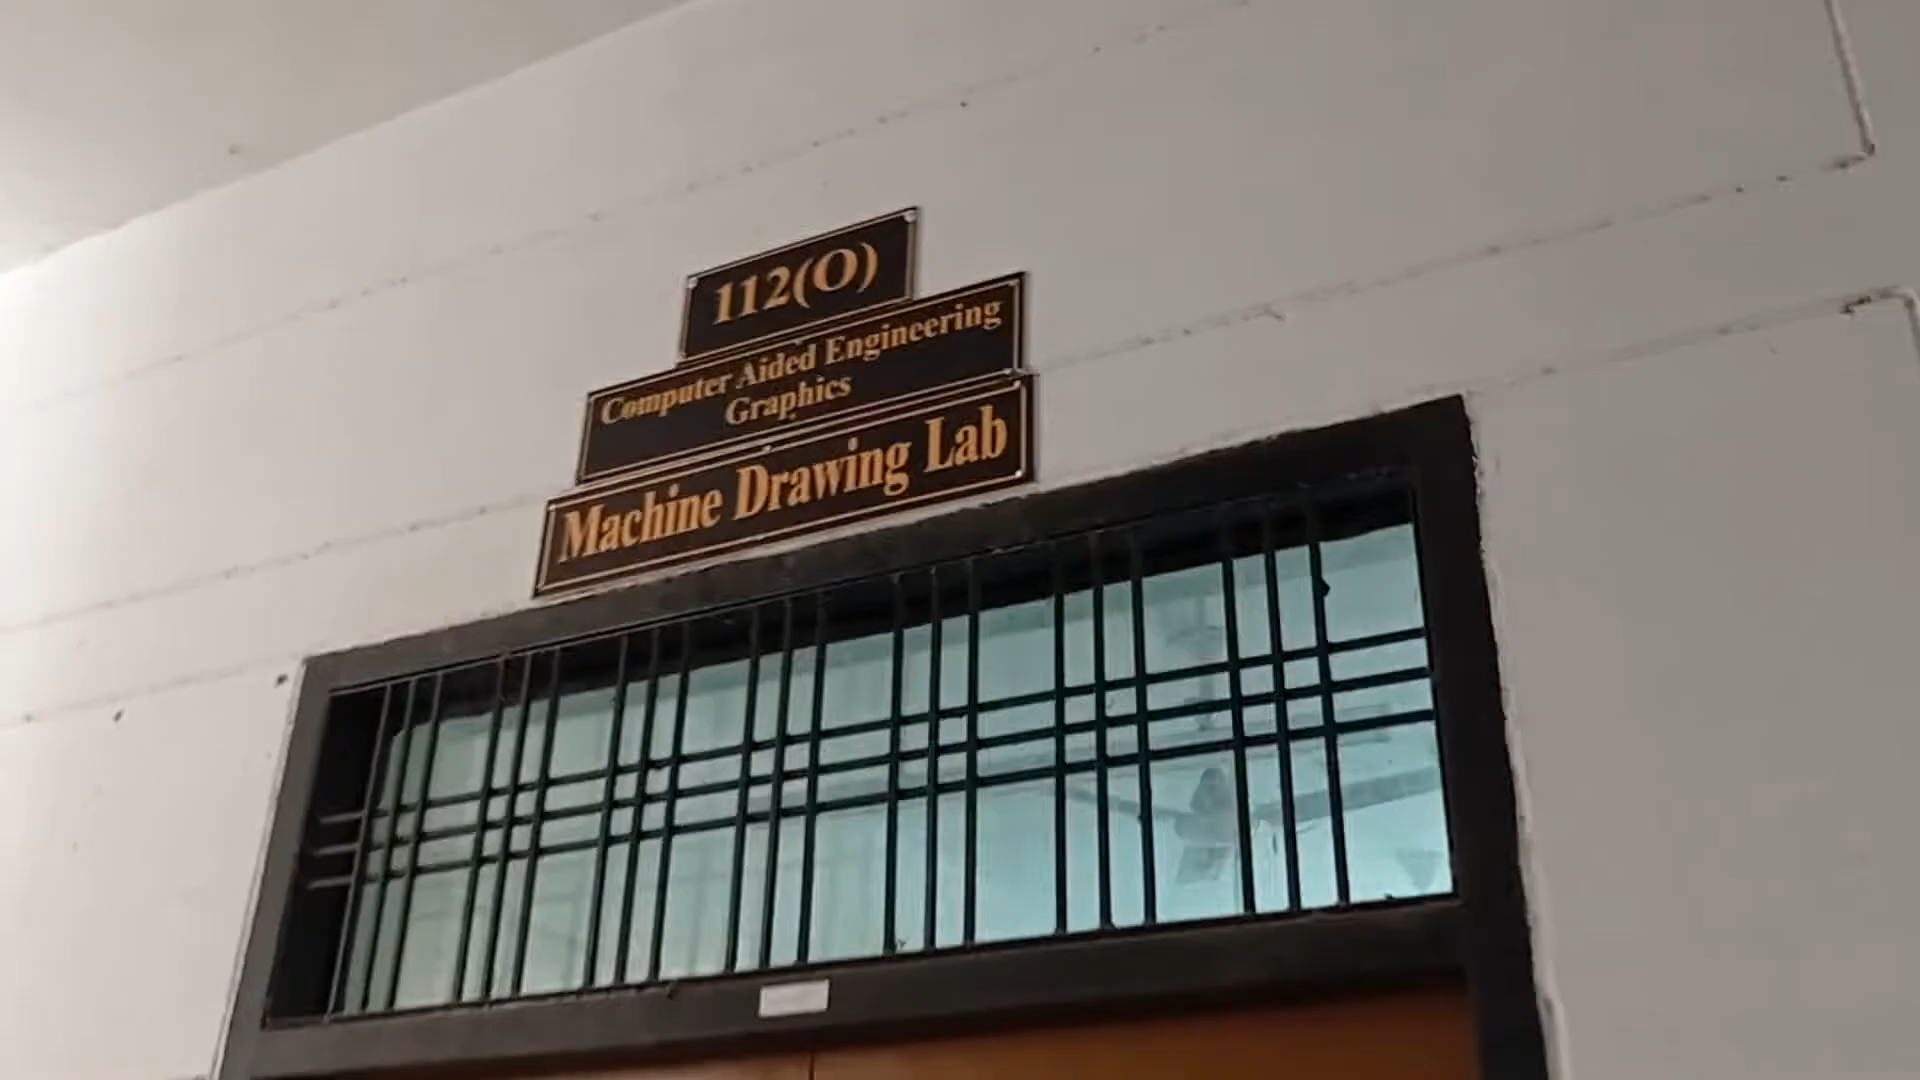 112(O)
Computer Aided Engineering
Graphics
Machine Drawing Lab